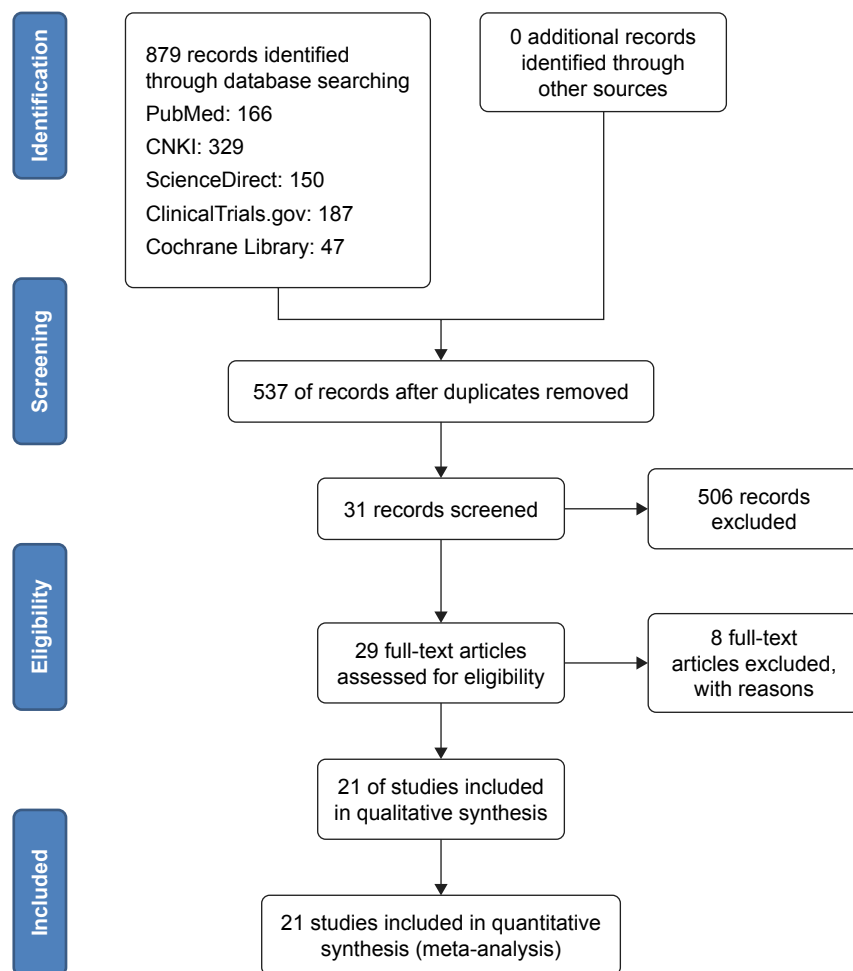 Identification
879 records identified
through database searching
PubMed: 166
CNKI: 329
ScienceDirect: 150
ClinicalTrials.gov: 187
Cochrane Library: 47
0 additional records
identified through
other sources
Screening
537 of records after duplicates removed
31 records screened
506 records
excluded
Eligibility
29 full-text articles
assessed for eligibility
8 full-text
articles excluded,
with reasons
21 of studies included
in qualitative synthesis
Included
21 studies included in quantitative
synthesis (meta-analysis)